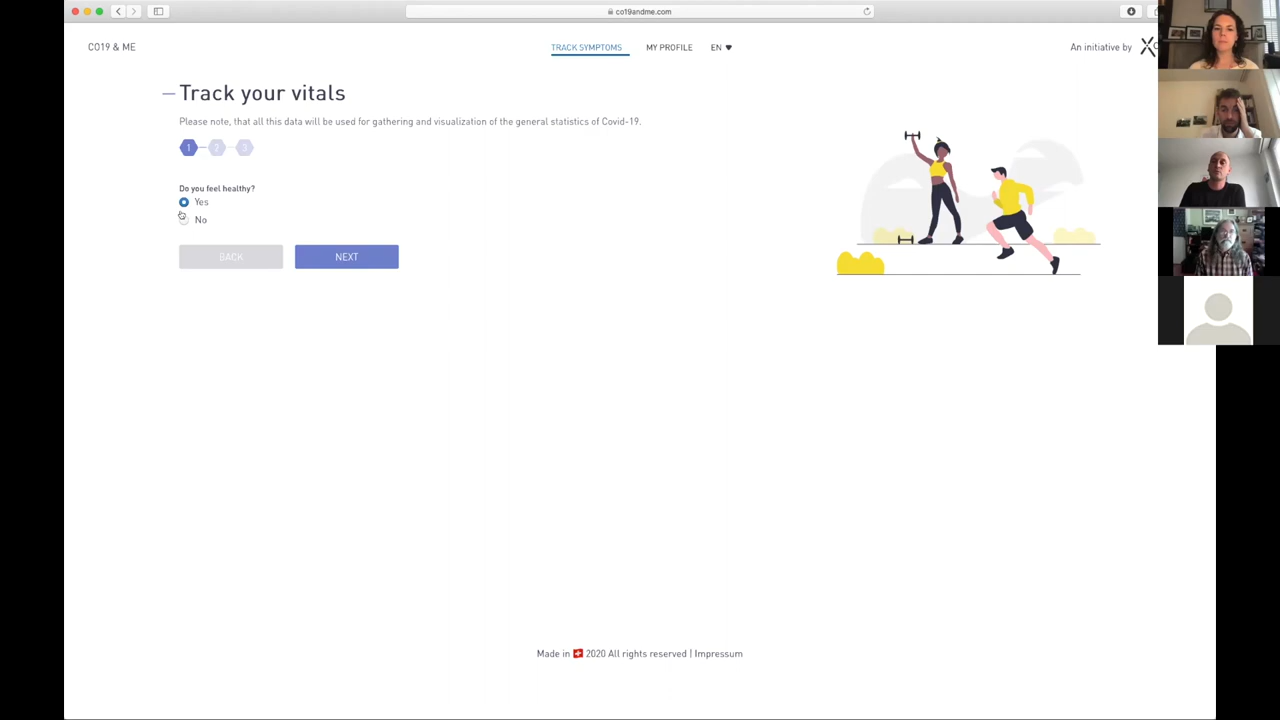 co19andme.com
CO19 & ME
TRACK SYMPTOMS
MY PROFILE
EN
An initiative by
Track your vitals
Please note, that all this data will be used for gathering and visualization of the general statistics of Covid-19.
1
2
3
Do you feel healthy?
Yes
No
BACK
NEXT
Made in 2020 All rights reserved | Impressum